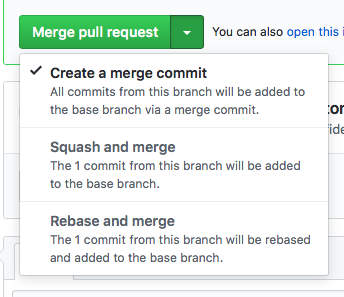 Merge pull request
You can also open this i
Create a merge commit
All commits from this branch will be added to
the base branch via a merge commit.
Squash and merge
The 1 commit from this branch will be added
to the base branch.
Rebase and merge
The 1 commit from this branch will be rebased
and added to the base branch.